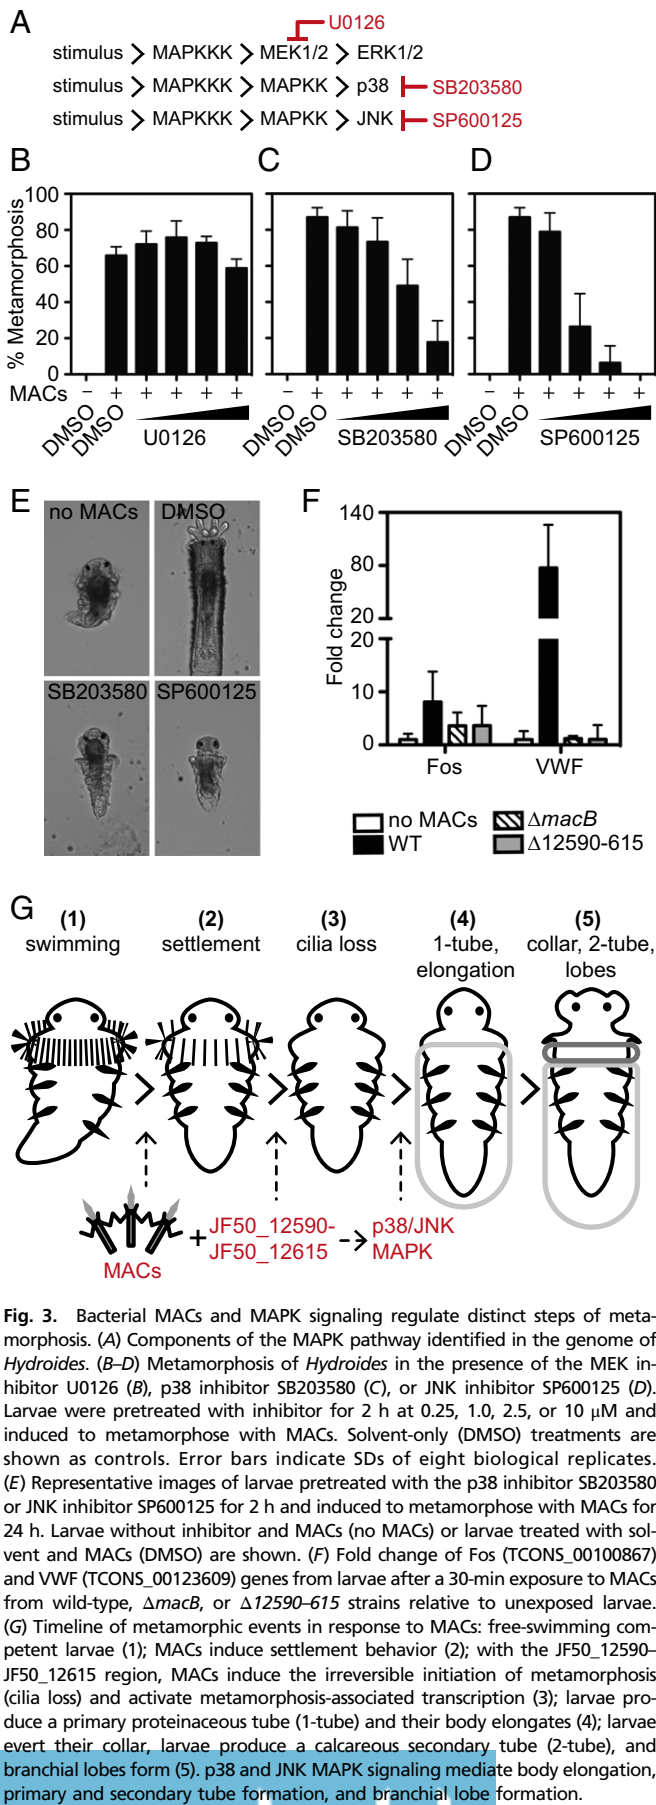 A
U0126
stimulus > MAPKKK > MEK1/2 > ERK1/2
stimulus > MAPKKK > MAPKK > p38 SB203580
stimulus > MAPKKK > MAPKK > JNK SP600125
B C D
% Metamorphosis
100
80
60
40
20
0
MACs − + + + + + − + + + + + − + + + + +
DMSO DMSO U0126 DMSO DMSO SB203580 DMSO DMSO SP600125
E
no MACs DMSO
SB203580 SP600125
F
Fold change
140
80
20
20
10
0
Fos VWF
no MACs ΔmacB
WT Δ12590-615
G
(1) (2) (3) (4) (5)
swimming settlement cilia loss 1-tube, collar, 2-tube,
elongation lobes
JF50_12590- p38/JNK
+ JF50_12615 MAPK
MACs
Fig. 3. Bacterial MACs and MAPK signaling regulate distinct steps of meta-
morphosis. (A) Components of the MAPK pathway identified in the genome of
Hydroides. (B–D) Metamorphosis of Hydroides in the presence of the MEK in-
hibitor U0126 (B), p38 inhibitor SB203580 (C), or JNK inhibitor SP600125 (D).
Larvae were pretreated with inhibitor for 2 h at 0.25, 1.0, 2.5, or 10 μM and
induced to metamorphose with MACs. Solvent-only (DMSO) treatments are
shown as controls. Error bars indicate SDs of eight biological replicates.
(E) Representative images of larvae pretreated with the p38 inhibitor SB203580
or JNK inhibitor SP600125 for 2 h and induced to metamorphose with MACs for
24 h. Larvae without inhibitor and MACs (no MACs) or larvae treated with sol-
vent and MACs (DMSO) are shown. (F) Fold change of Fos (TCONS_00100867)
and VWF (TCONS_00123609) genes from larvae after a 30-min exposure to MACs
from wild-type, ΔmacB, or Δ12590–615 strains relative to unexposed larvae.
(G) Timeline of metamorphic events in response to MACs: free-swimming com-
petent larvae (1); MACs induce settlement behavior (2); with the JF50_12590–
JF50_12615 region, MACs induce the irreversible initiation of metamorphosis
(cilia loss) and activate metamorphosis-associated transcription (3); larvae pro-
duce a primary proteinaceous tube (1-tube) and their body elongates (4); larvae
evert their collar, larvae produce a calcareous secondary tube (2-tube), and
branchial lobes form (5). p38 and JNK MAPK signaling mediate body elongation,
primary and secondary tube formation, and branchial lobe formation.